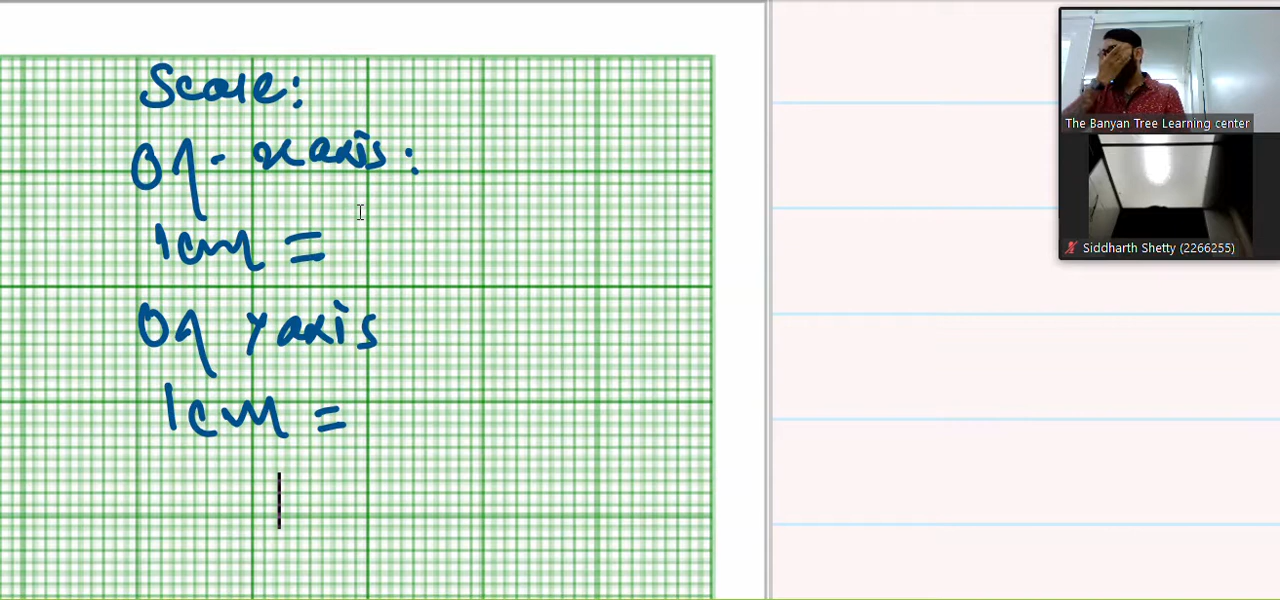 Scale:
On x axis:
1cm =
On y axis
1cm =
The Banyan Tree Learning center
Siddharth Shetty (2266255)